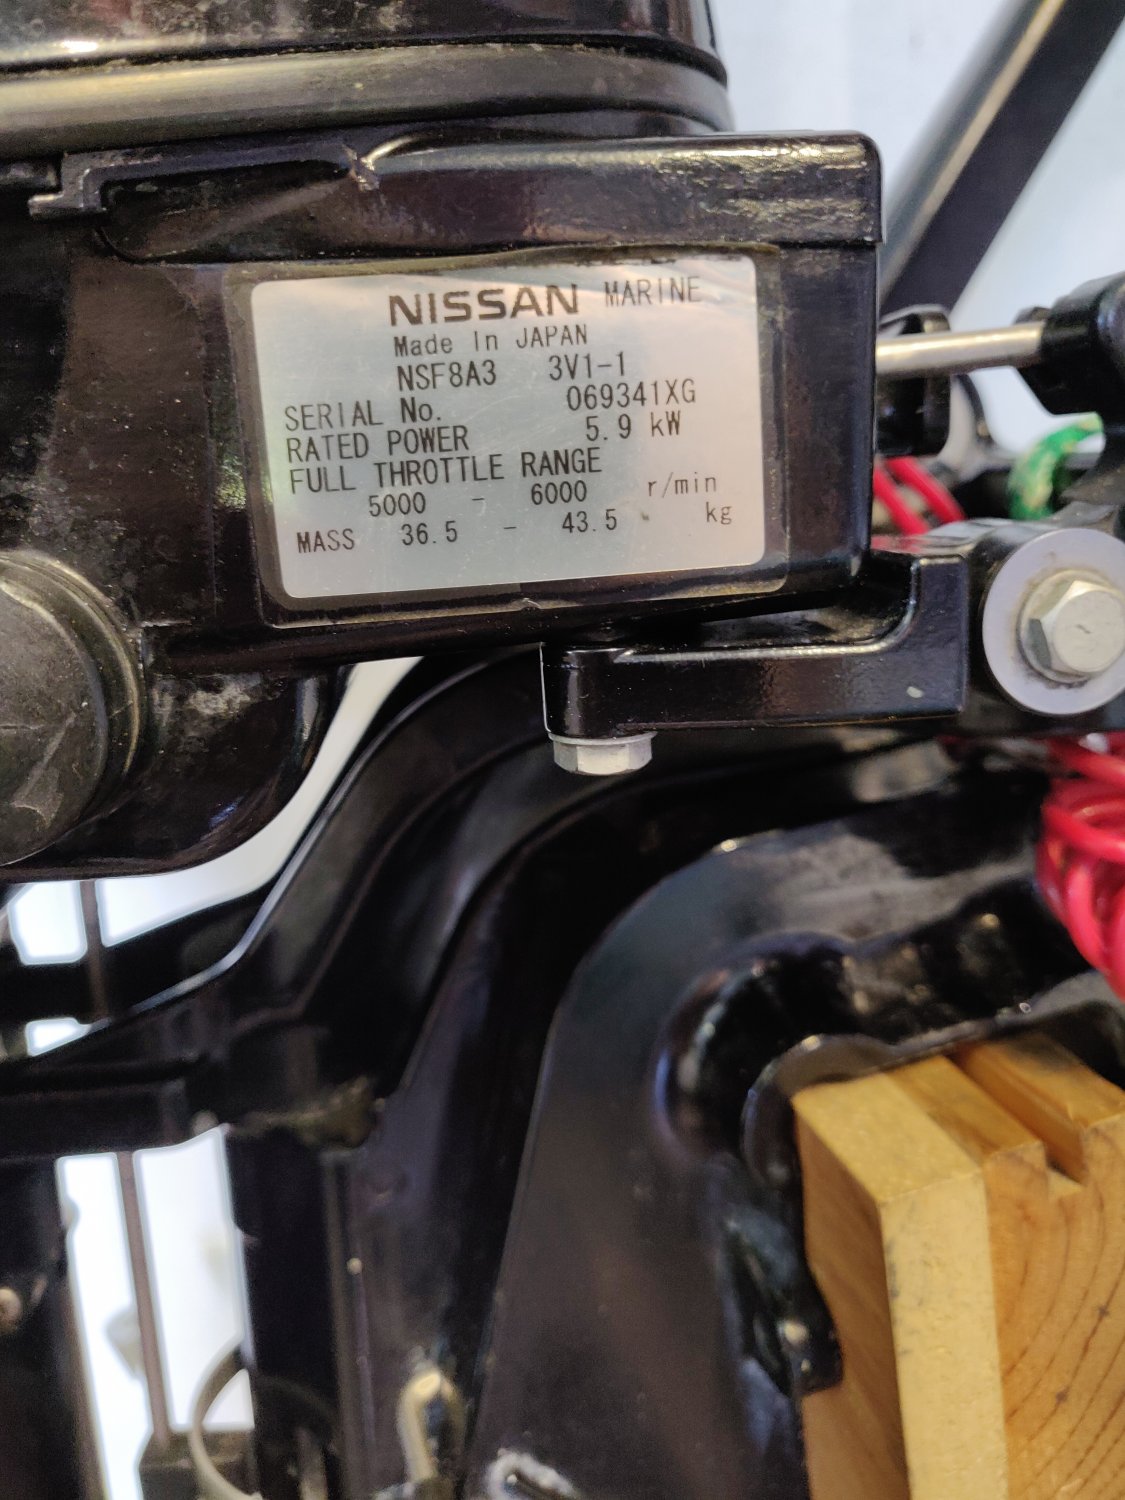 NISSAN MARINE
Made In JAPAN
NSF8A3 3V1-1
SERIAL No. 069341XG
RATED POWER 5.9 kW
FULL THROTTLE RANGE
5000 - 6000 r/min
MASS 36.5 - 43.5 kg